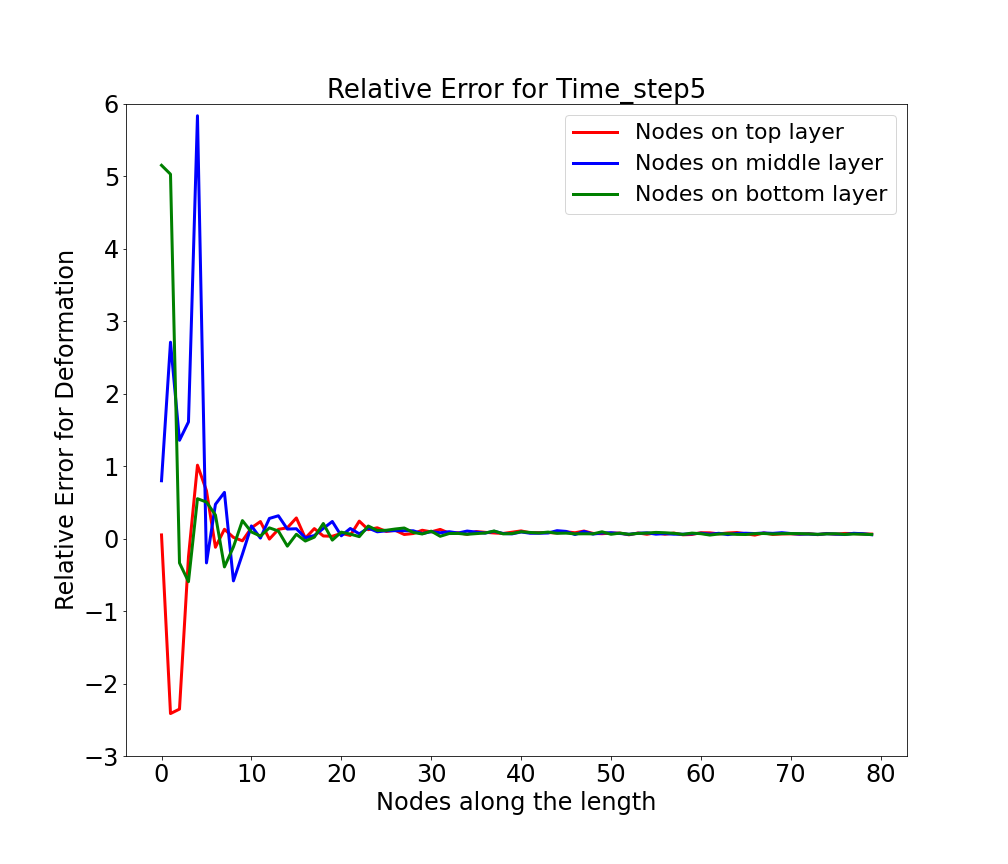 Relative Error for Time_step5
Nodes on top layer
Nodes on middle layer
Nodes on bottom layer
Relative Error for Deformation
6
5
4
3
2
1
0
−1
−2
−3
0 10 20 30 40 50 60 70 80
Nodes along the length